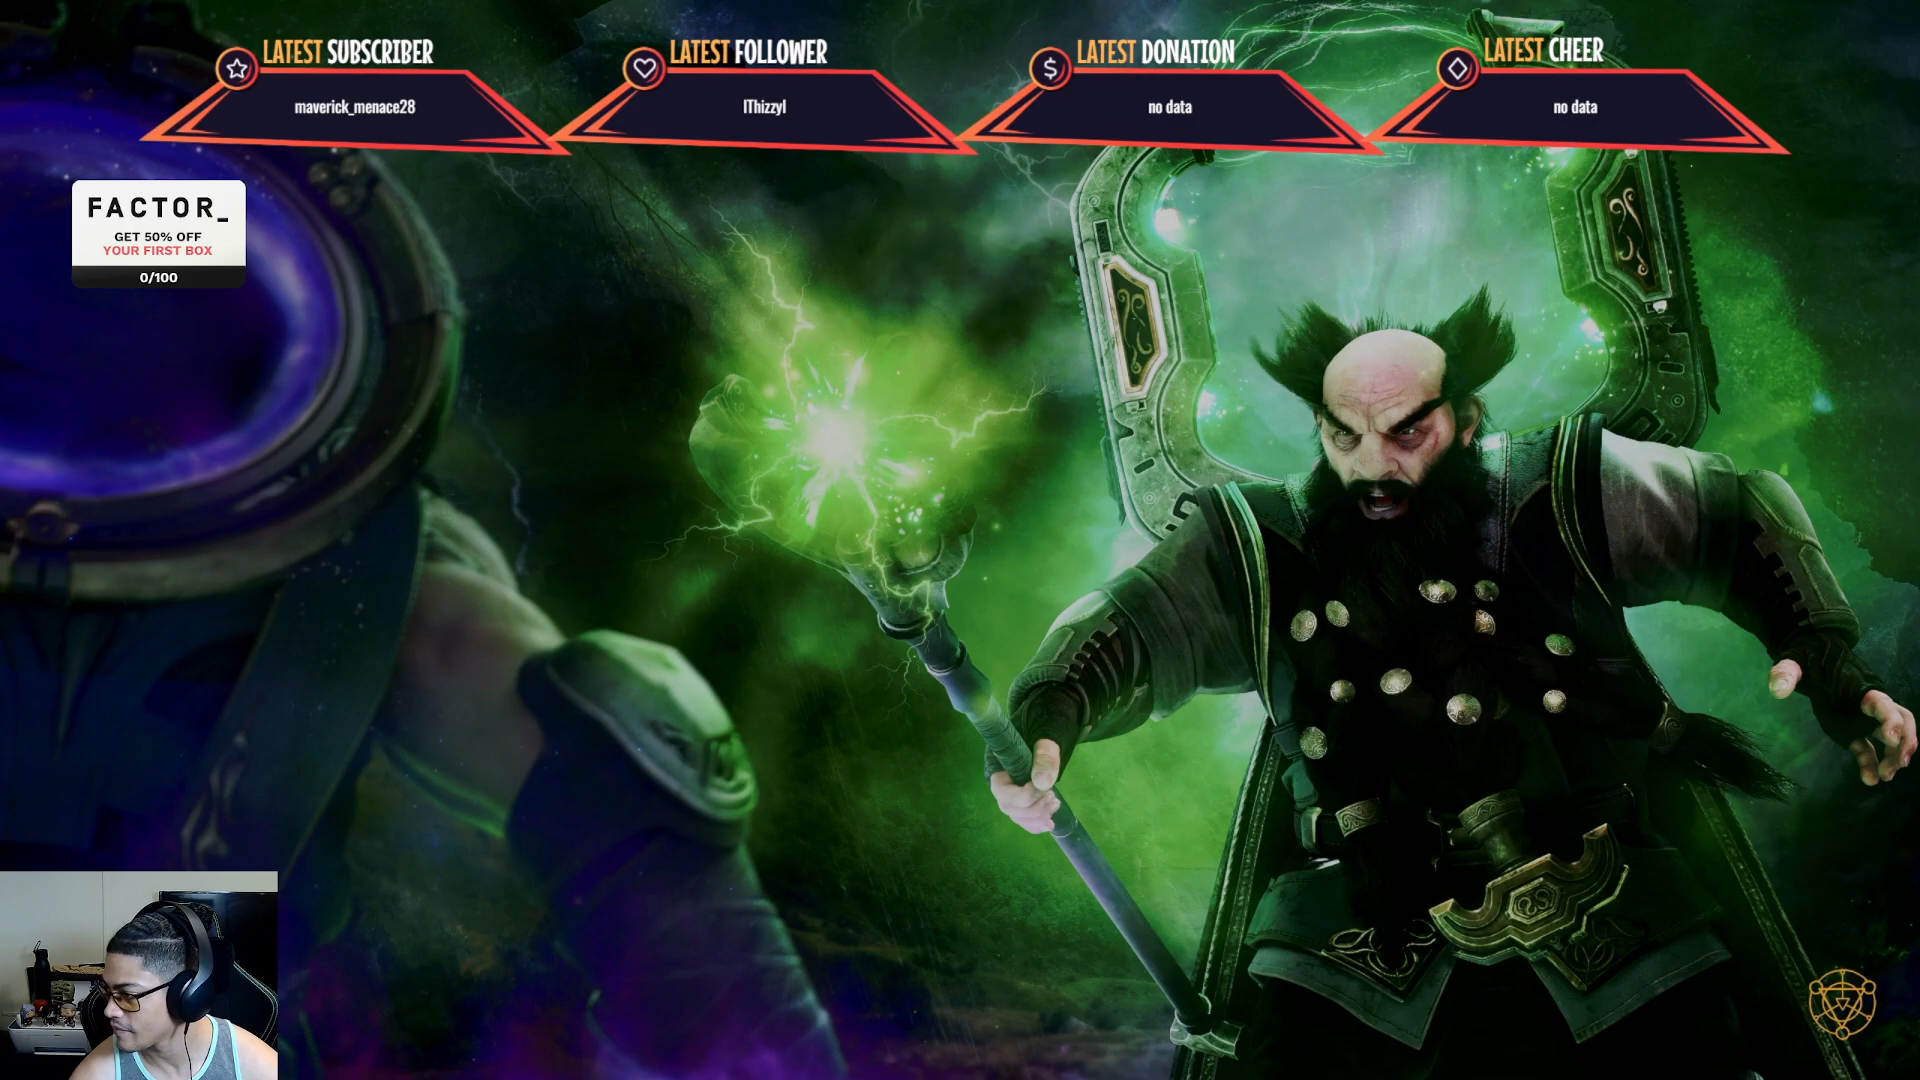 LATEST SUBSCRIBER
maverick_menace28
LATEST FOLLOWER
lThizzyl
LATEST DONATION
no data
LATEST CHEER
no data
FACTOR_
GET 50% OFF
YOUR FIRST BOX
0/100